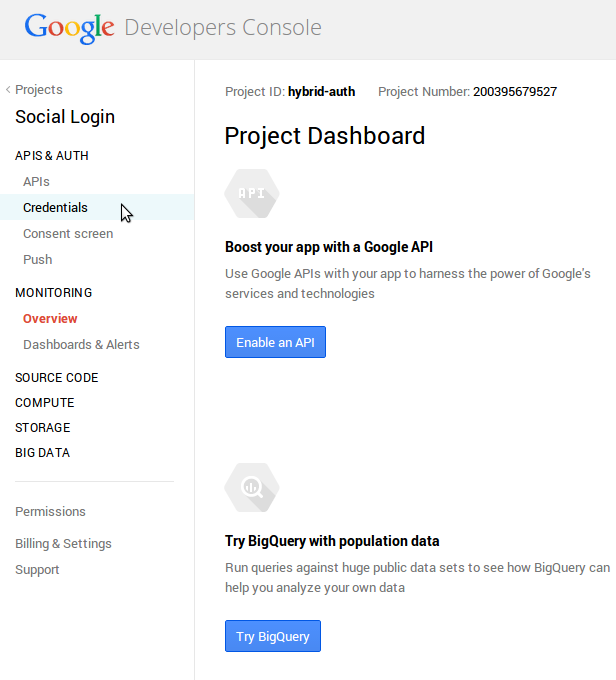 Google Developers Console
Projects
Social Login
APIS & AUTH
APIs
Credentials
Consent screen
Push
MONITORING
Overview
Dashboards & Alerts
SOURCE CODE
COMPUTE
STORAGE
BIG DATA
Permissions
Billing & Settings
Support
Project ID: hybrid-auth Project Number: 200395679527
Project Dashboard
API
Boost your app with a Google API
Use Google APIs with your app to harness the power of Google's
services and technologies
Enable an API
Try BigQuery with population data
Run queries against huge public data sets to see how BigQuery can
help you analyze your own data
Try BigQuery